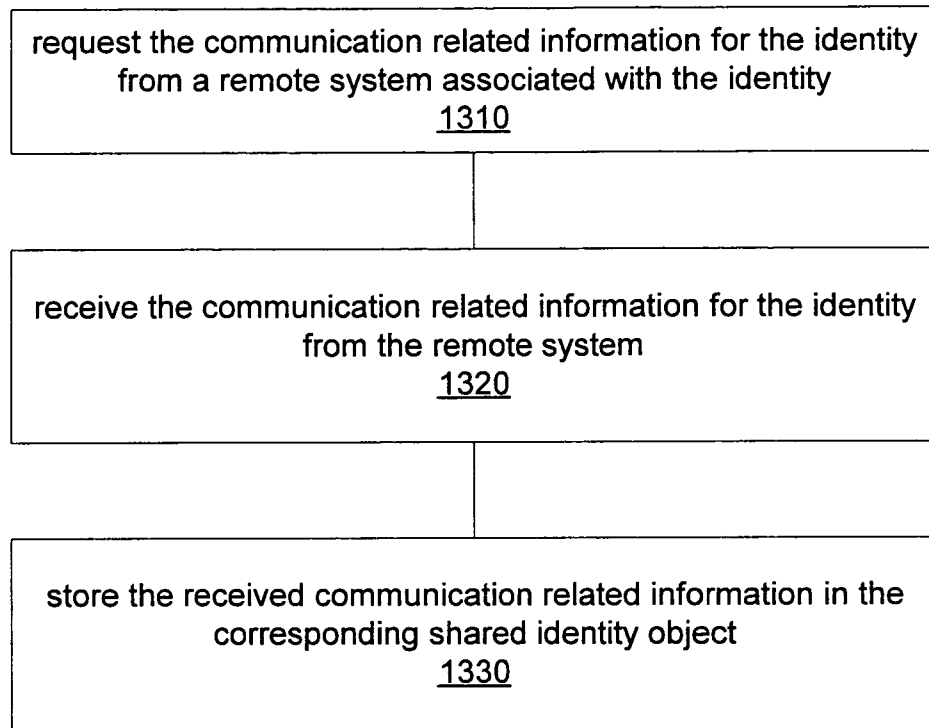 request the communication related information for the identity
from a remote system associated with the identity
1310
receive the communication related information for the identity
from the remote system
1320
store the received communication related information in the
corresponding shared identity object
1330